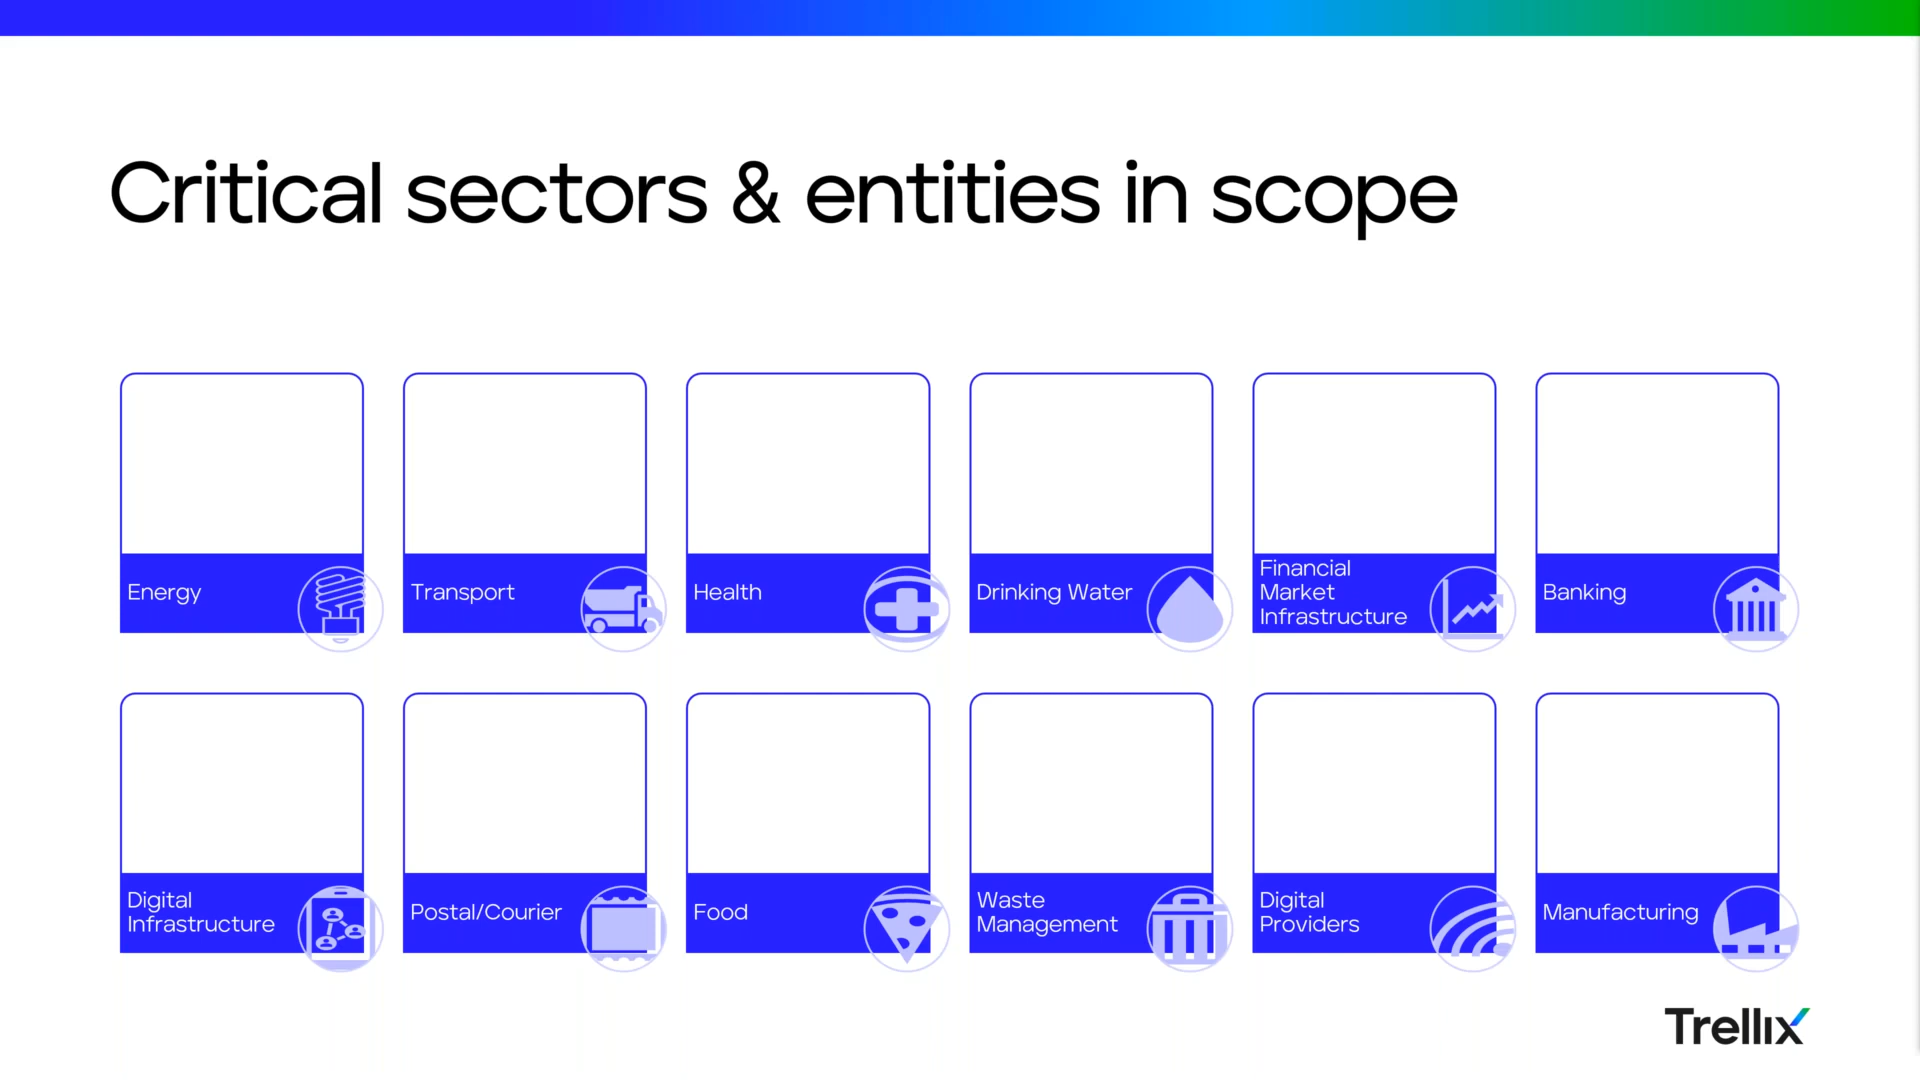 Critical sectors & entities in scope
Energy
Transport
Health
Drinking Water
Financial
Market
Infrastructure
Banking
Digital
Infrastructure
Postal/Courier
Food
Waste
Management
Digital
Providers
Manufacturing
Trellix